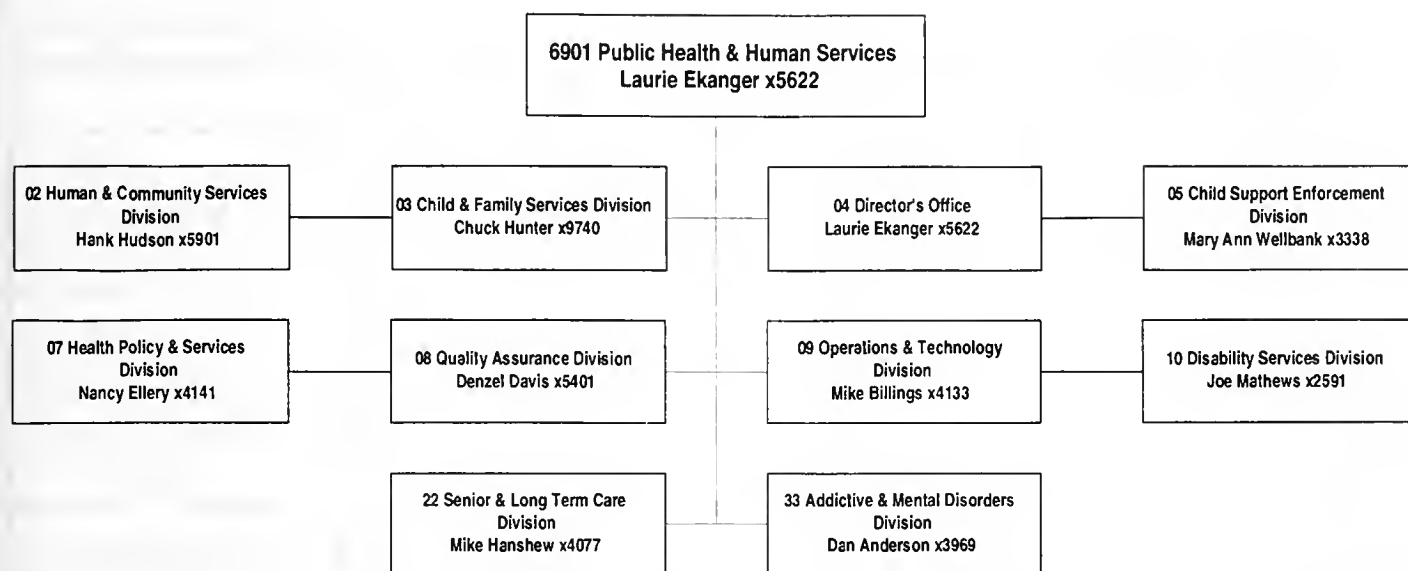 6901 Public Health & Human Services
Laurie Ekanger x5622
02 Human & Community Services
Division
Hank Hudson x5901
03 Child & Family Services Division
Chuck Hunter x9740
04 Director's Office
Laurie Ekanger x5622
05 Child Support Enforcement
Division
Mary Ann Wellbank x3338
07 Health Policy & Services
Division
Nancy Ellery x4141
08 Quality Assurance Division
Denzel Davis x5401
09 Operations & Technology
Division
Mike Billings x4133
10 Disability Services Division
Joe Mathews x2591
22 Senior & Long Term Care
Division
Mike Hanshew x4077
33 Addictive & Mental Disorders
Division
Dan Anderson x3969